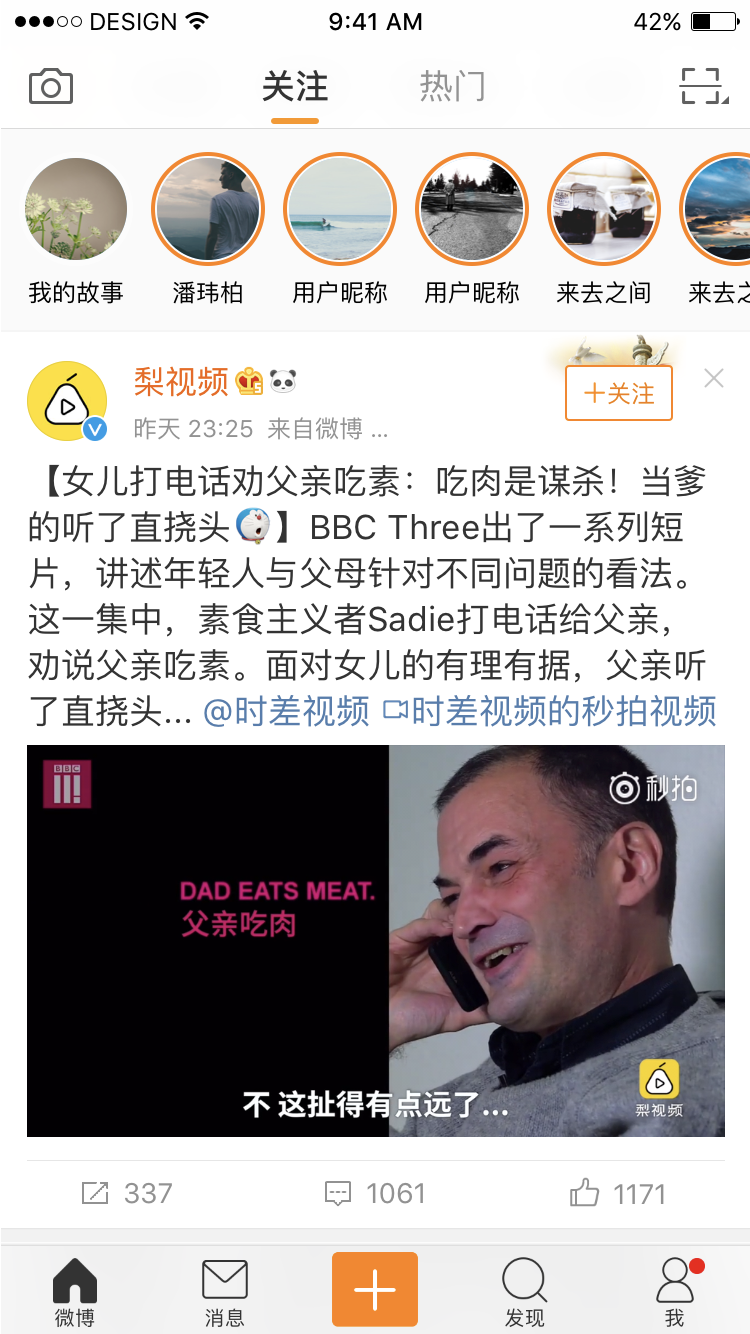 DESIGN
9:41 AM
42%
关注
热门
我的故事
潘玮柏
用户昵称
用户昵称
来去之间
来去之
梨视频
昨天 23:25 来自微博 ...
+关注
【女儿打电话劝父亲吃素：吃肉是谋杀！当爹
的听了直挠头】BBC Three出了一系列短
片，讲述年轻人与父母针对不同问题的看法。
这一集中，素食主义者Sadie打电话给父亲，
劝说父亲吃素。面对女儿的有理有据，父亲听
了直挠头... @时差视频 时差视频的秒拍视频
BBC
秒拍
DAD EATS MEAT.
父亲吃肉
不 这扯得有点远了...
梨视频
337
1061
1171
微博
消息
发现
我